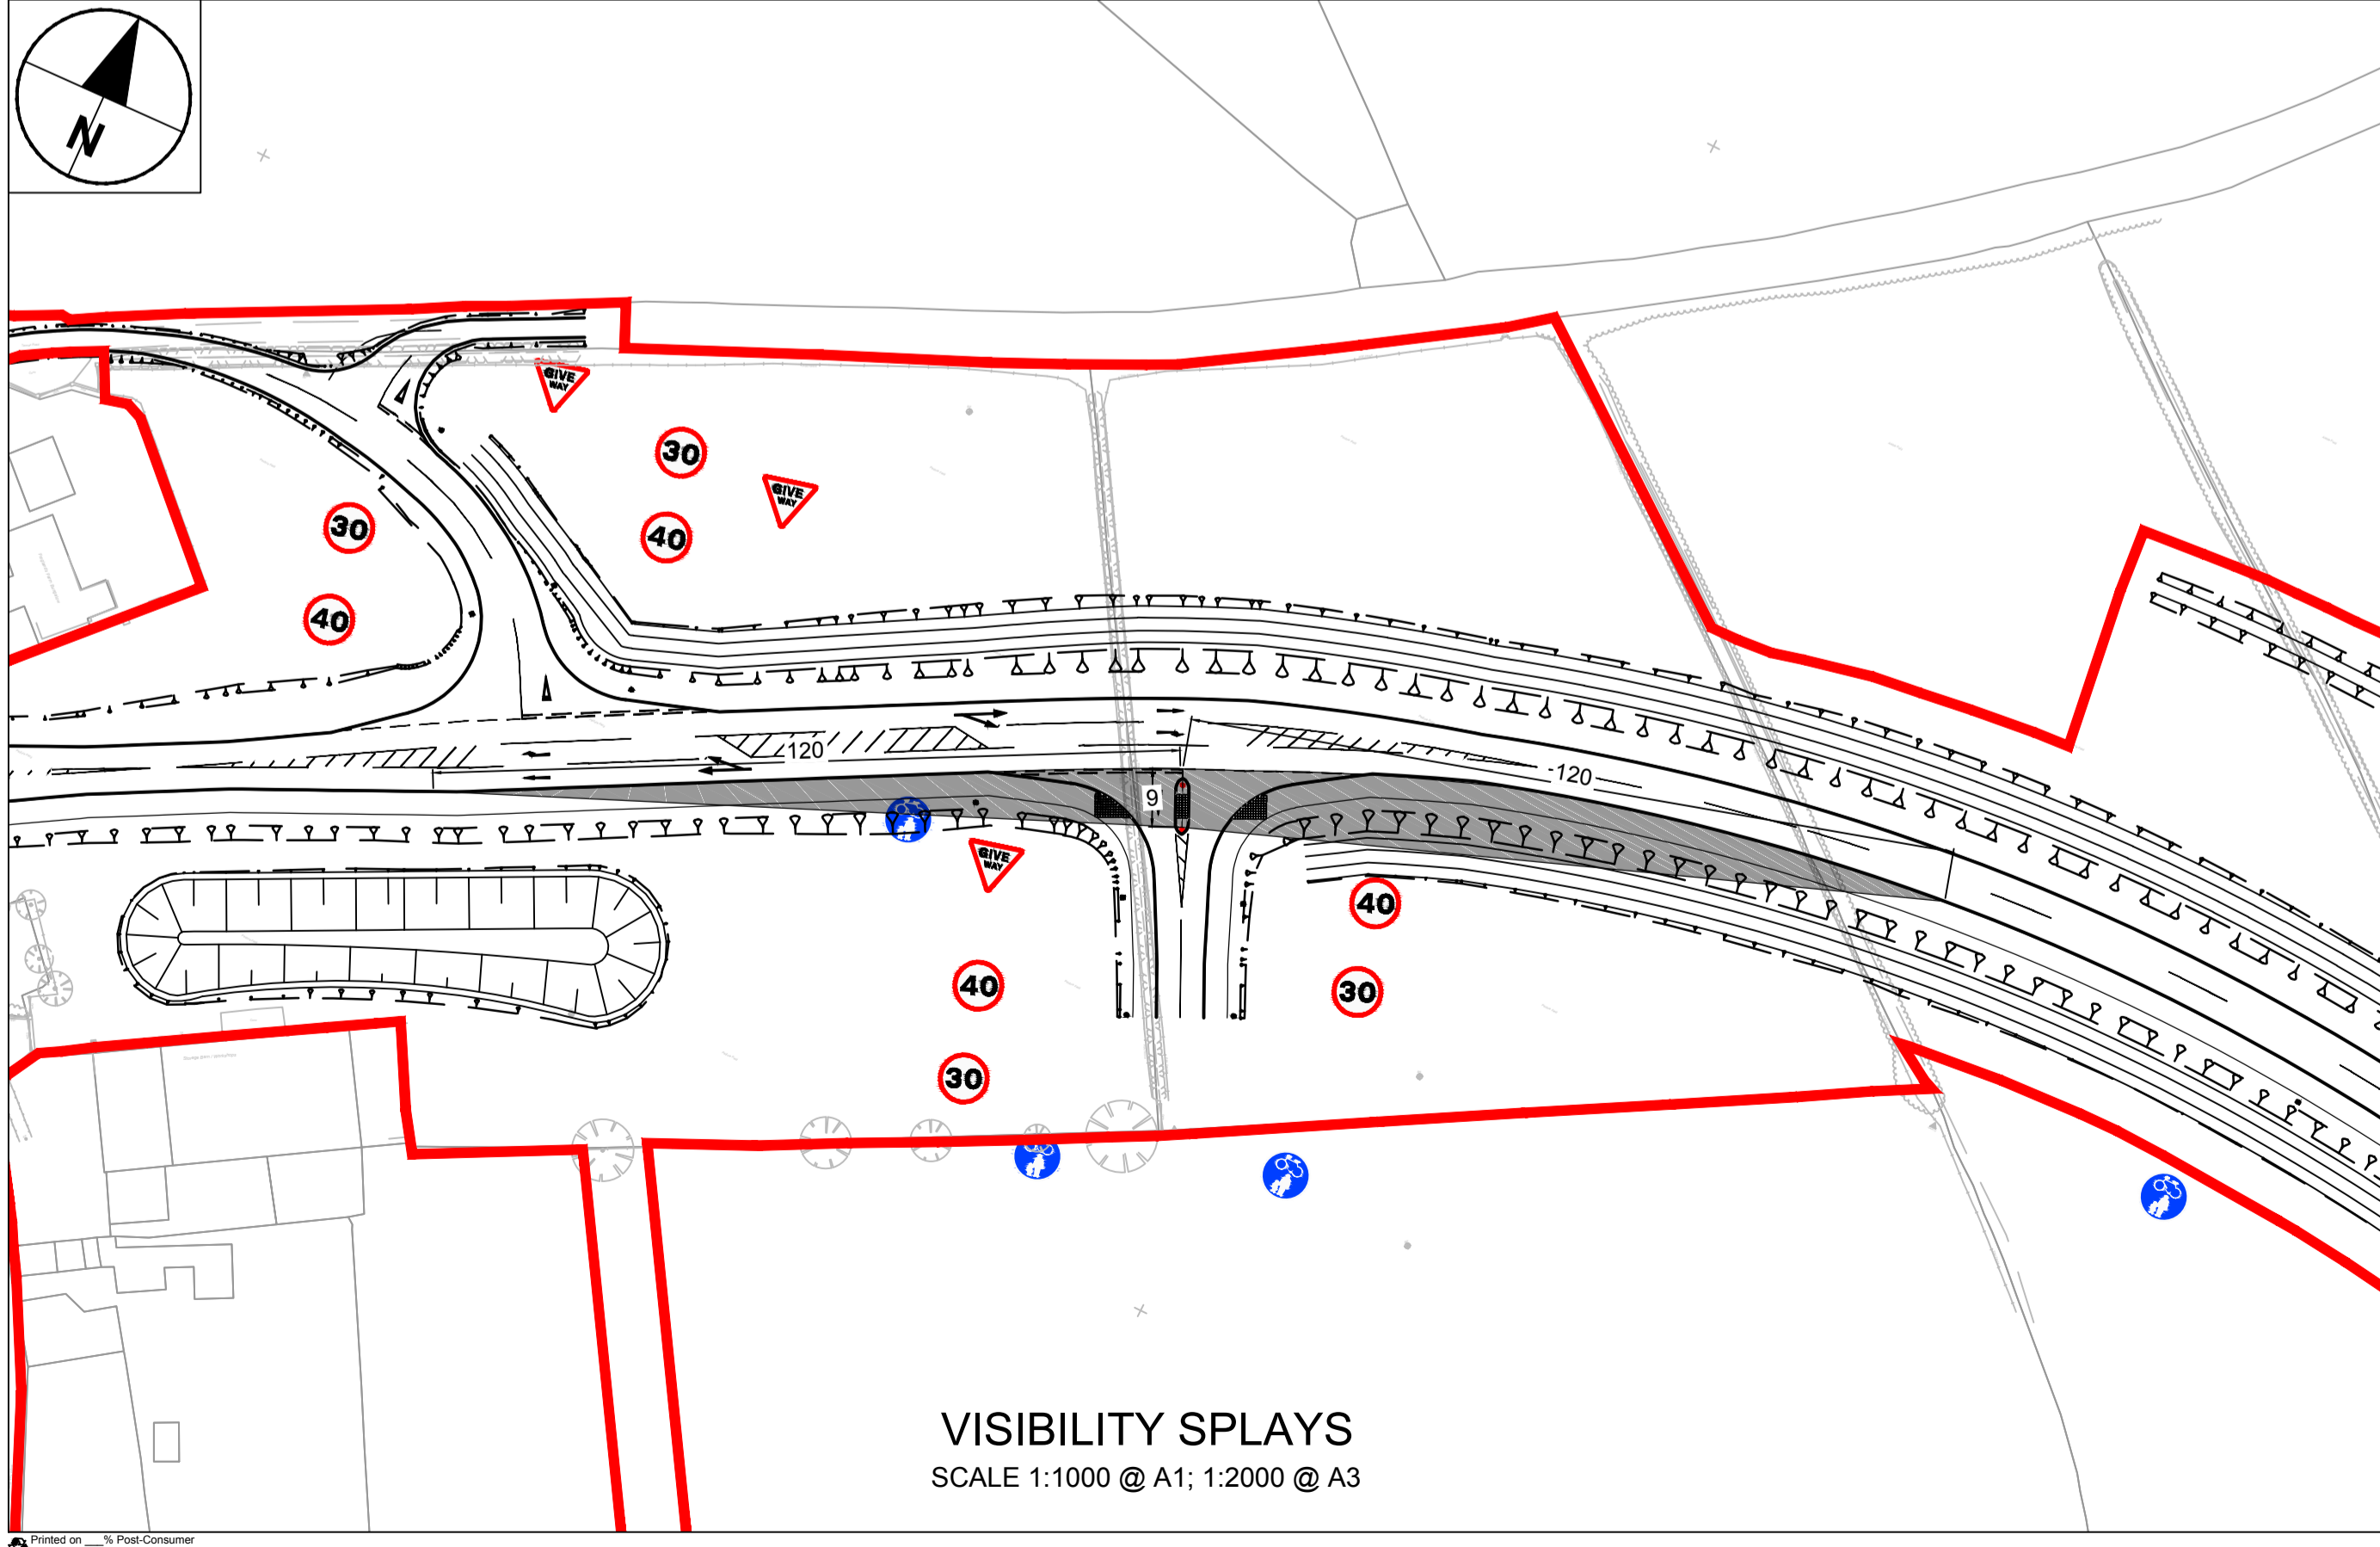 N
GIVE
WAY
30
GIVE
WAY
30
40
40
120
-120
9
GIVE
WAY
40
40
30
30
VISIBILITY SPLAYS
SCALE 1:1000 @ A1; 1:2000 @ A3
Printed on ___% Post-Consumer